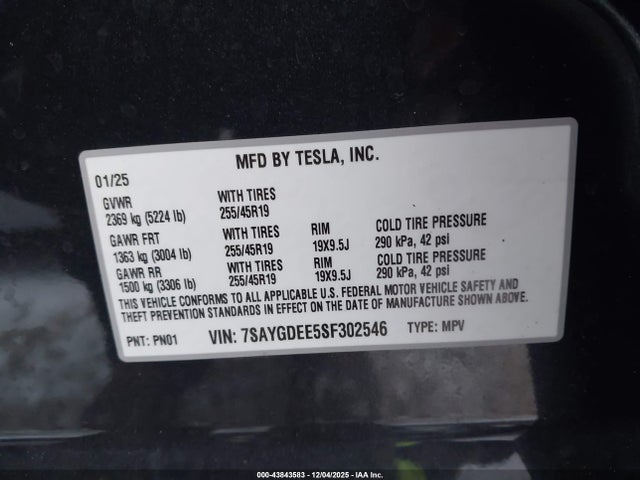 MFD BY TESLA, INC.
01/25
GVWR WITH TIRES
2369 kg (5224 lb) 255/45R19
GAWR FRT WITH TIRES RIM COLD TIRE PRESSURE
1363 kg (3004 lb) 255/45R19 19X9.5J 290 kPa, 42 psi
GAWR RR WITH TIRES RIM COLD TIRE PRESSURE
1500 kg (3306 lb) 255/45R19 19X9.5J 290 kPa, 42 psi
THIS VEHICLE CONFORMS TO ALL APPLICABLE U.S. FEDERAL MOTOR VEHICLE SAFETY AND
THEFT PREVENTION STANDARDS IN EFFECT ON THE DATE OF MANUFACTURE SHOWN ABOVE.
PNT: PN01 VIN: 7SAYGDEE5SF302546 TYPE: MPV
000-43843583 - 12/04/2025 - IAA Inc.